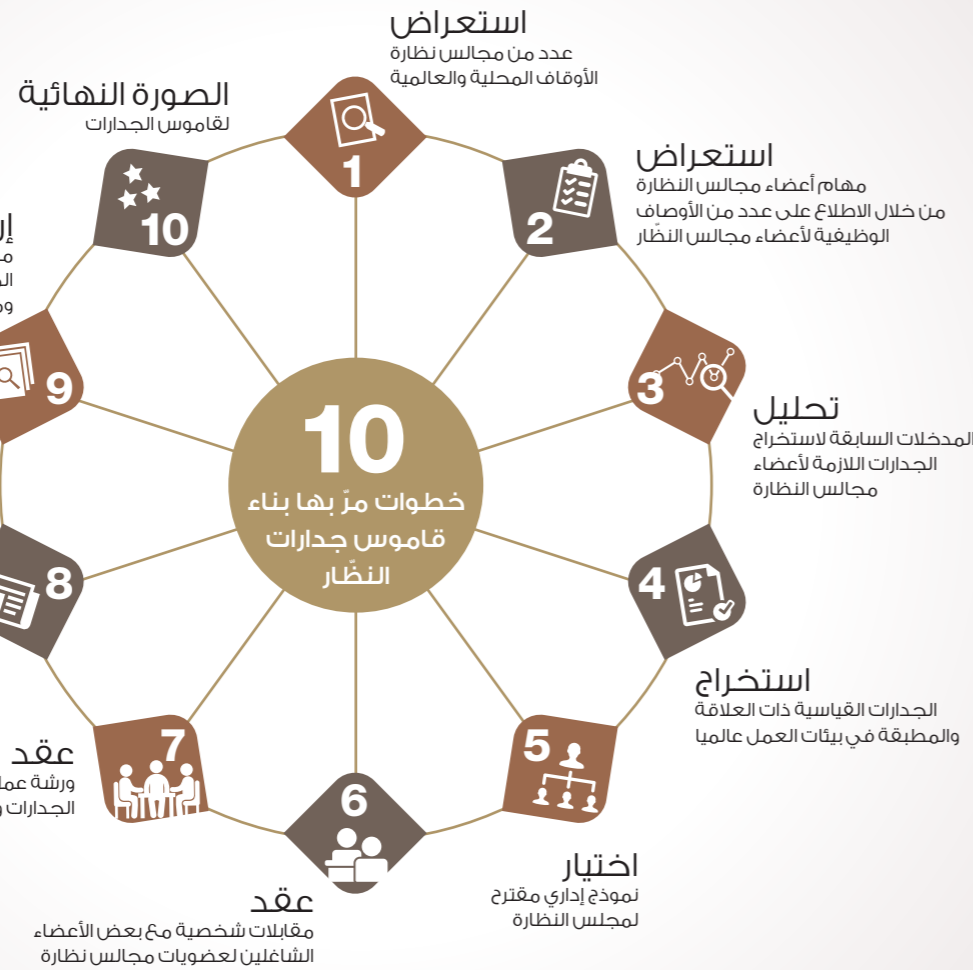 10
خطوات مرّ بها بناء
قاموس جدارات
النظّار
1
استعراض
عدد من مجالس نظارة
الأوقاف المحلية والعالمية
2
استعراض
مهام أعضاء مجالس النظارة
من خلال الاطلاع على عدد من الأوصاف
الوظيفية لأعضاء مجالس النظّار
3
تحليل
المدخلات السابقة لاستخراج
الجدارات اللازمة لأعضاء
مجالس النظارة
4
استخراج
الجدارات القياسية ذات العلاقة
والمطبقة في بيئات العمل عالميا
5
اختيار
نموذج إداري مقترح
لمجلس النظارة
6
عقد
مقابلات شخصية مع بعض الأعضاء
الشاغلين لعضويات مجالس نظارة
7
عقد
ورشة عمل
الجدارات
8
9
10
الصورة النهائية
لقاموس الجدارات